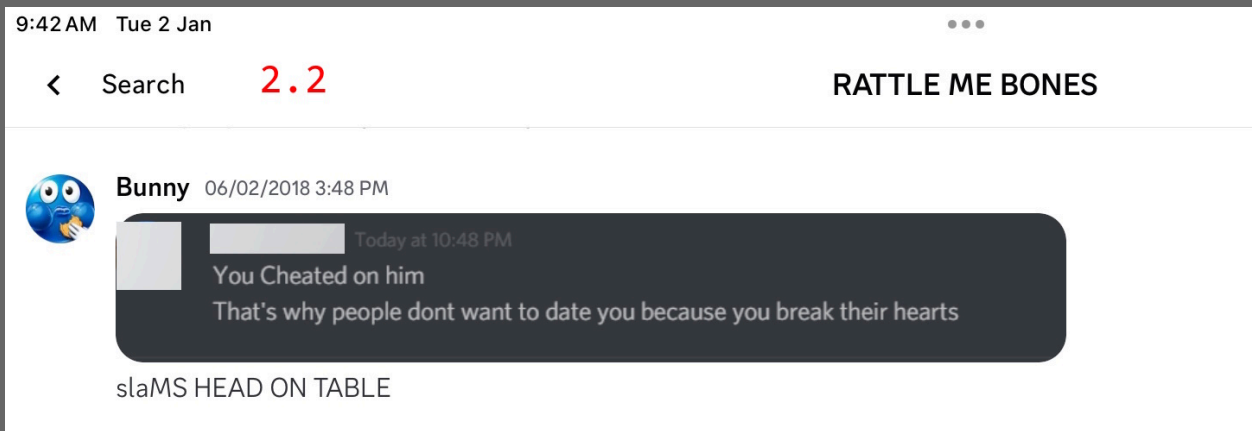 9:42 AM Tue 2 Jan
Search 2.2 RATTLE ME BONES
Bunny 06/02/2018 3:48 PM
Today at 10:48 PM
You Cheated on him
That's why people dont want to date you because you break their hearts
slaMS HEAD ON TABLE